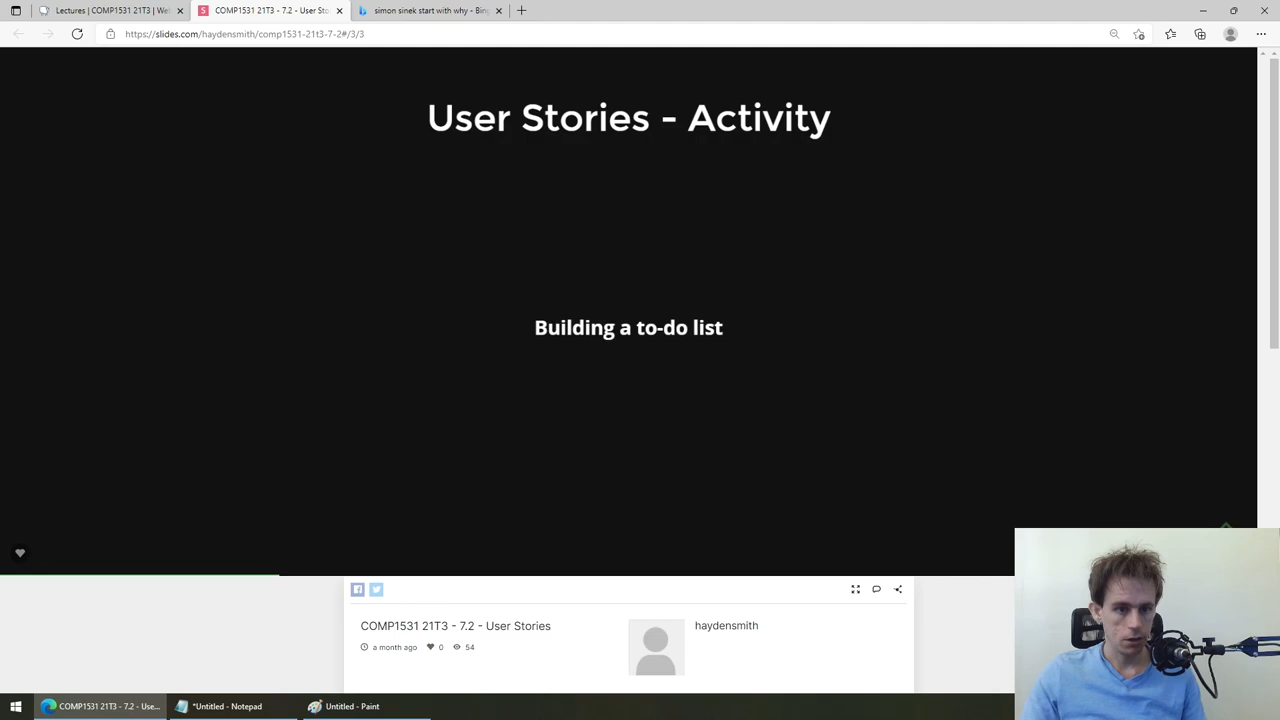 Lectures | COMP1531 21T3 | We
COMP1531 21T3 - 7.2 - User Sto
simon sinek start with why - Bing
https://slides.com/haydensmith/comp1531-21t3-7-2#/3/3
User Stories - Activity
Building a to-do list
COMP1531 21T3 - 7.2 - User Stories
haydensmith
a month ago
0
54
COMP1531 21T3 - 7.2 - Use...
*Untitled - Notepad
Untitled - Paint